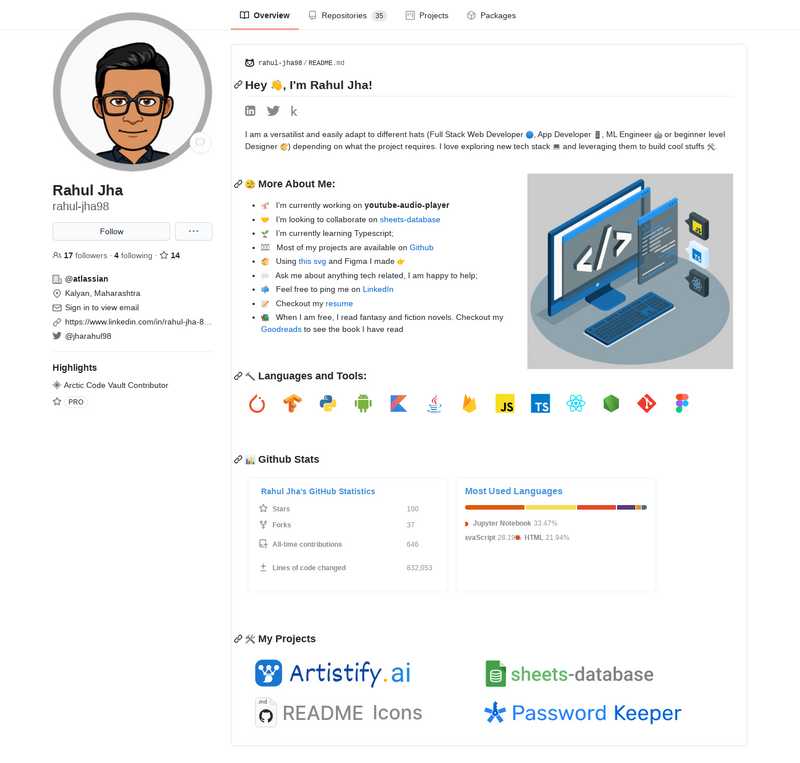 Overview
Repositories 35
Projects
Packages
Rahul Jha
rahul-jha98
Follow
...
17 followers · 4 following · 14
@atlassian
Kalyan, Maharashtra
Sign in to view email
https://www.linkedin.com/in/rahul-jha-8...
@jharahul98
Highlights
Arctic Code Vault Contributor
PRO
rahul-jha98/README.md
Hey 👋, I'm Rahul Jha!
k
I am a versatilist and easily adapt to different hats (Full Stack Web Developer 🌐, App Developer 📱, ML Engineer 🤖 or beginner level
Designer 🎨) depending on what the project requires. I love exploring new tech stack 💻 and leveraging them to build cool stuffs 🛠.
More About Me:
I'm currently working on youtube-audio-player
I'm looking to collaborate on sheets-database
I'm currently learning Typescript;
Most of my projects are available on Github
Using this svg and Figma I made 👉
Ask me about anything tech related, I am happy to help;
Feel free to ping me on LinkedIn
Checkout my resume
When I am free, I read fantasy and fiction novels. Checkout my
Goodreads to see the book I have read
</>
JS
TS
Languages and Tools:
JS
TS
Github Stats
Rahul Jha's GitHub Statistics
Stars 100
Forks 37
All-time contributions 646
Lines of code changed 632,053
Most Used Languages
Jupyter Notebook 33.47%
avaScript 28.19 HTML 21.94%
My Projects
Artistify.ai
sheets-database
.md
README Icons
Password Keeper